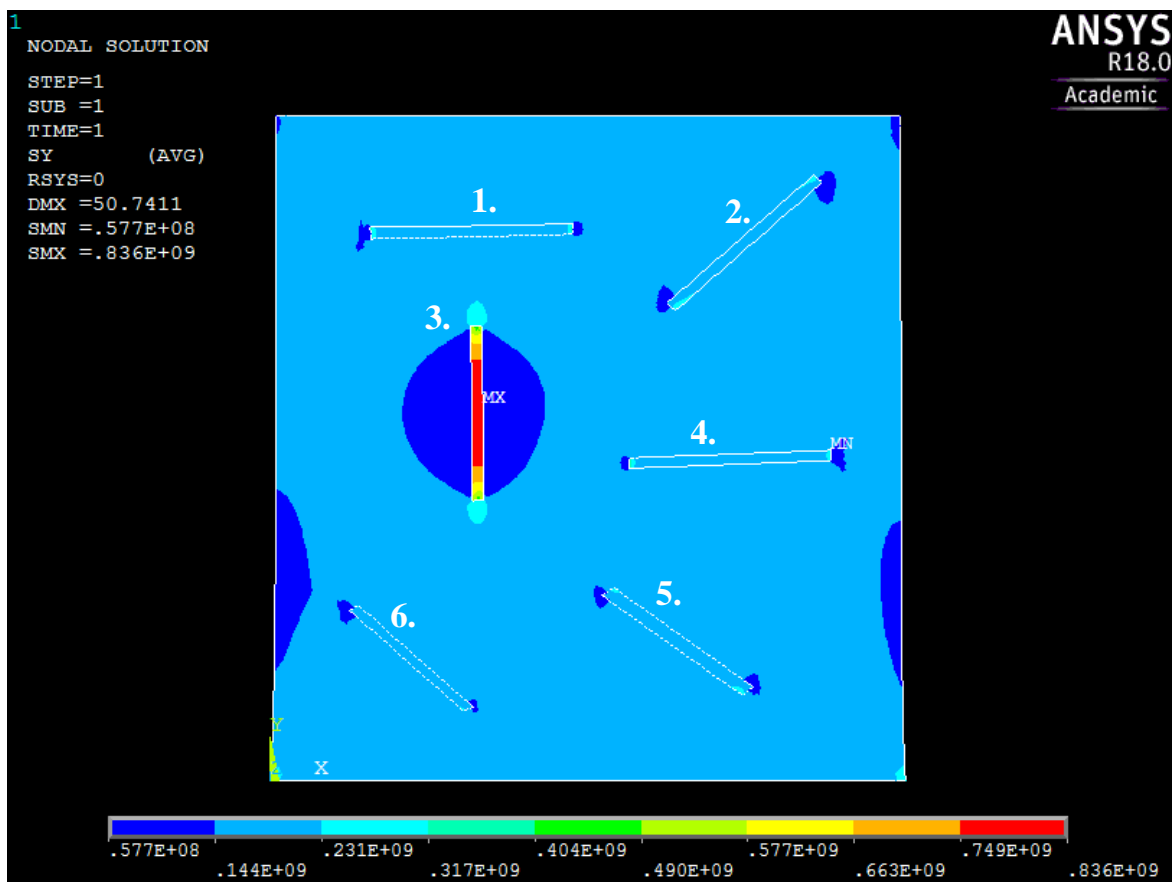 1
NODAL SOLUTION
STEP=1
SUB =1
TIME=1
SY (AVG)
RSYS=0
DMX =50.7411
SMN =.577E+08
SMX =.836E+09
ANSYS
R18.0
Academic
1.
2.
3.
MX
4.
MN
5.
6.
Y
Z X
.577E+08 .231E+09 .404E+09 .577E+09 .749E+09
.144E+09 .317E+09 .490E+09 .663E+09 .836E+09